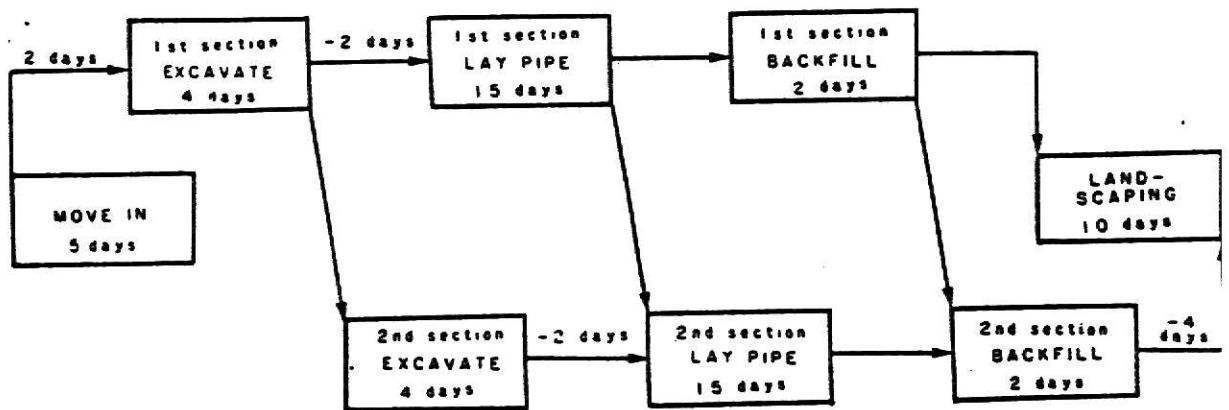 2 days
1st section
EXCAVATE
4 days
-2 days
1st section
LAY PIPE
15 days
1st section
BACKFILL
2 days
MOVE IN
5 days
LAND-
SCAPING
10 days
2nd section
EXCAVATE
4 days
-2 days
2nd section
LAY PIPE
15 days
2nd section
BACKFILL
2 days
-4
days